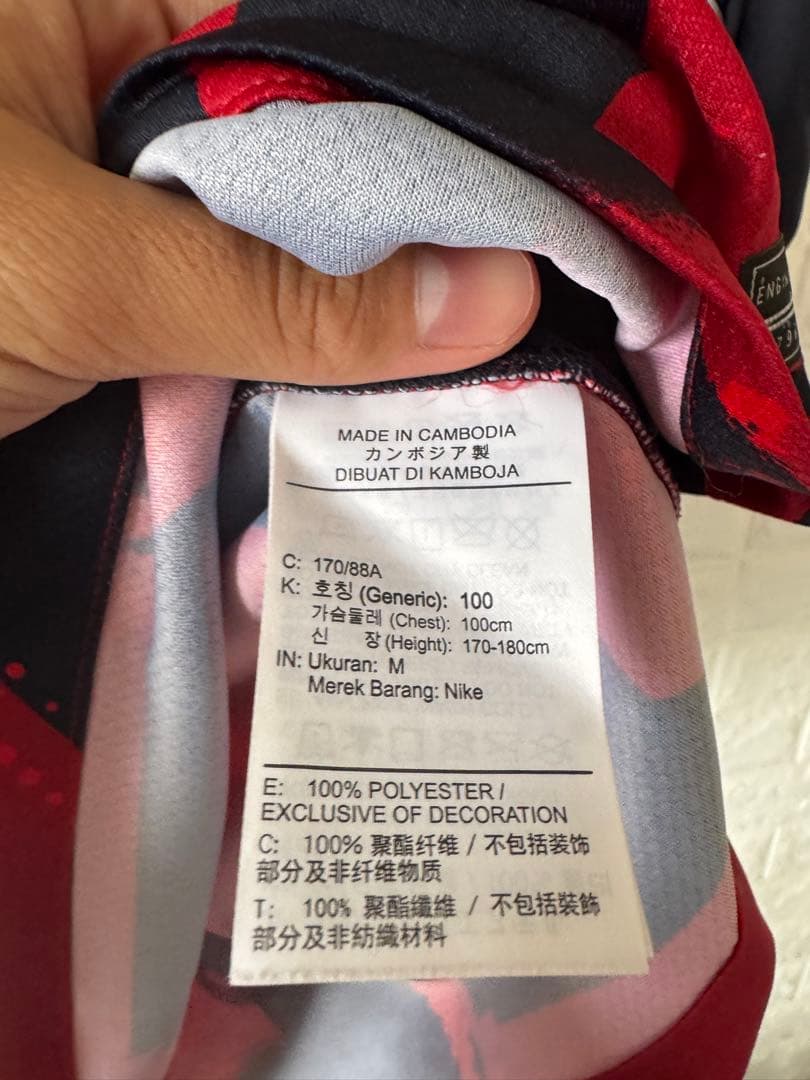 MADE IN CAMBODIA
カンボジア製
DIBUAT DI KAMBOJA
C: 170/88A
K: 호칭 (Generic): 100
가슴둘레 (Chest): 100cm
신 장 (Height): 170-180cm
IN: Ukuran: M
Merek Barang: Nike
E: 100% POLYESTER /
EXCLUSIVE OF DECORATION
C: 100% 聚酯纤维 / 不包括装饰
部分及非纤维物质
T: 100% 聚酯纖維 / 不包括裝飾
部分及非紡織材料